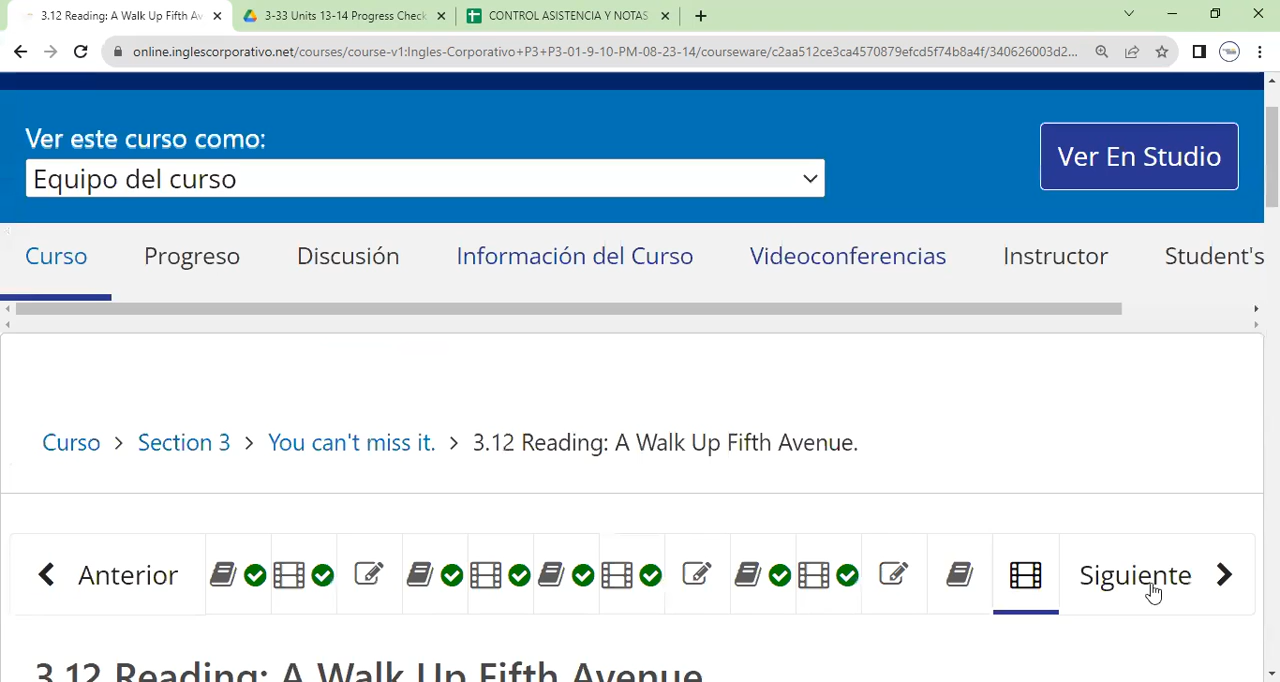 3.12 Reading: A Walk Up Fifth Av
3-33 Units 13-14 Progress Check
CONTROL ASISTENCIA Y NOTAS
online.inglescorporativo.net/courses/course-v1:Ingles-Corporativo+P3+P3-01-9-10-PM-08-23-14/courseware/c2aa512ce3ca4570879efcd5f74b8a4f/340626003d2...
Ver este curso como:
Equipo del curso
Ver En Studio
Curso Progreso Discusión Información del Curso Videoconferencias Instructor Student's
Curso > Section 3 > You can't miss it. > 3.12 Reading: A Walk Up Fifth Avenue.
Anterior Siguiente
3.12 Reading: A Walk Up Fifth Avenue